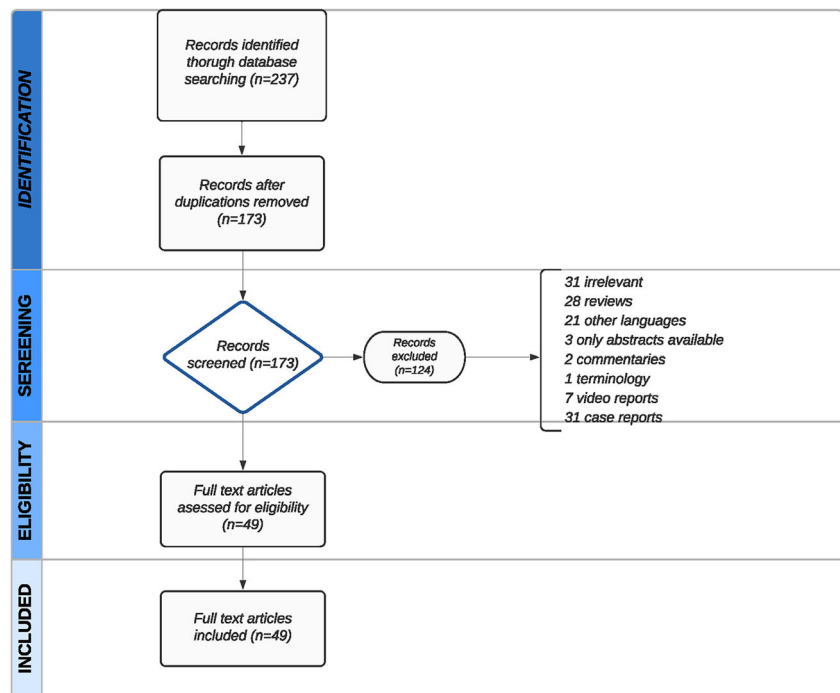 IDENTIFICATION
Records identified
thorugh database
searching (n=237)
Records after
duplications removed
(n=173)
SEREENING
Records
screened (n=173)
Records
excluded
(n=124)
31 irrelevant
28 reviews
21 other languages
3 only abstracts available
2 commentaries
1 terminology
7 video reports
31 case reports
ELIGIBILITY
Full text articles
asessed for eligibility
(n=49)
INCLUDED
Full text articles
included (n=49)